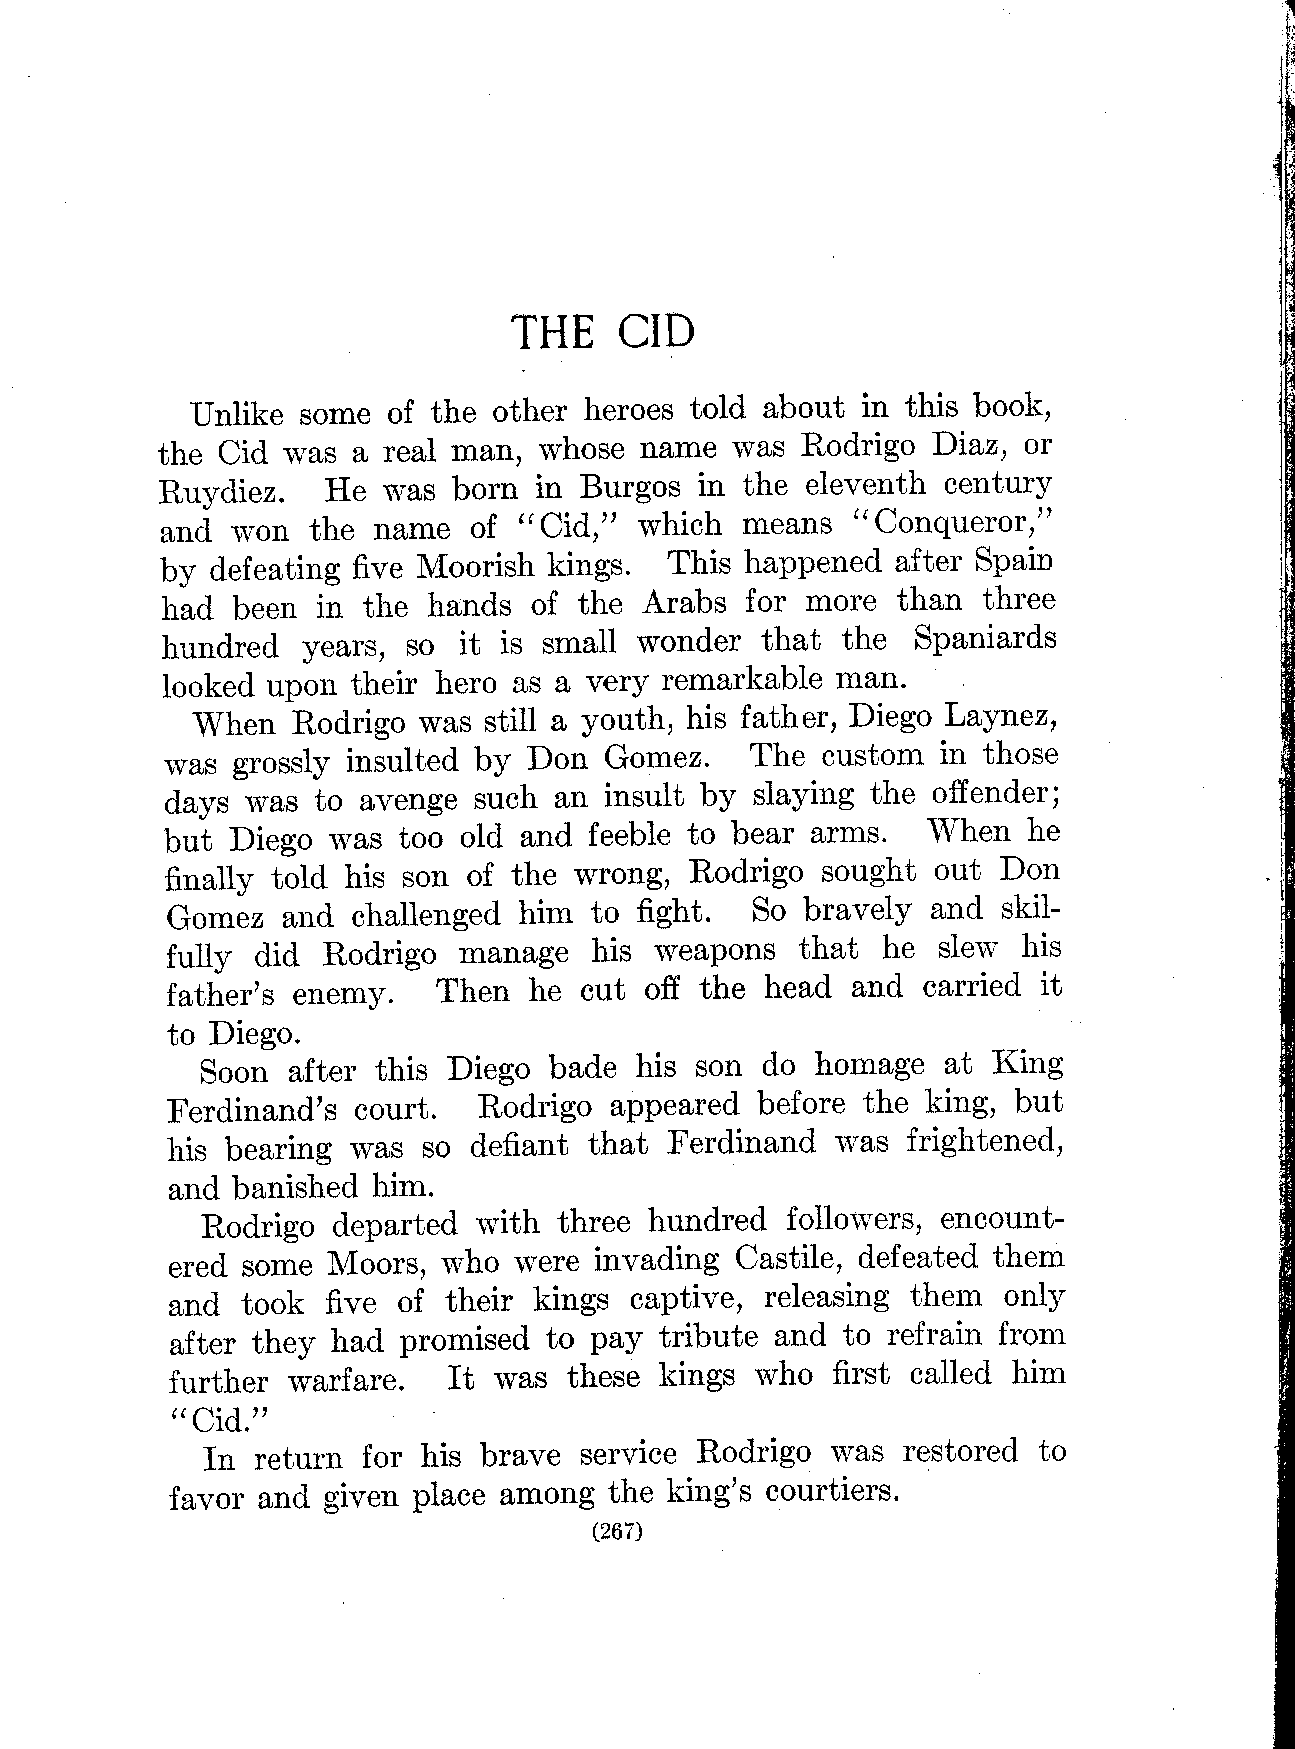 THE CID
Unlike some of the other heroes told about in this book,
the Cid was a real man, whose name was Rodrigo Diaz, or
Ruydiez. He was born in Burgos in the eleventh century
and won the name of "Cid," which means "Conqueror,"
by defeating five Moorish kings. This happened after Spain
had been in the hands of the Arabs for more than three
hundred years, so it is small wonder that the Spaniards
looked upon their hero as a very remarkable man.
When Rodrigo was still a youth, his father, Diego Laynez,
was grossly insulted by Don Gomez. The custom in those
days was to avenge such an insult by slaying the offender;
but Diego was too old and feeble to bear arms. When he
finally told his son of the wrong, Rodrigo sought out Don
Gomez and challenged him to fight. So bravely and skil-
fully did Rodrigo manage his weapons that he slew his
father's enemy. Then he cut off the head and carried it
to Diego.
Soon after this Diego bade his son do homage at King
Ferdinand's court. Rodrigo appeared before the king, but
his bearing was so defiant that Ferdinand was frightened,
and banished him.
Rodrigo departed with three hundred followers, encount-
ered some Moors, who were invading Castile, defeated them
and took five of their kings captive, releasing them only
after they had promised to pay tribute and to refrain from
further warfare. It was these kings who first called him
"Cid."
In return for his brave service Rodrigo was restored to
favor and given place among the king's courtiers.
(267)